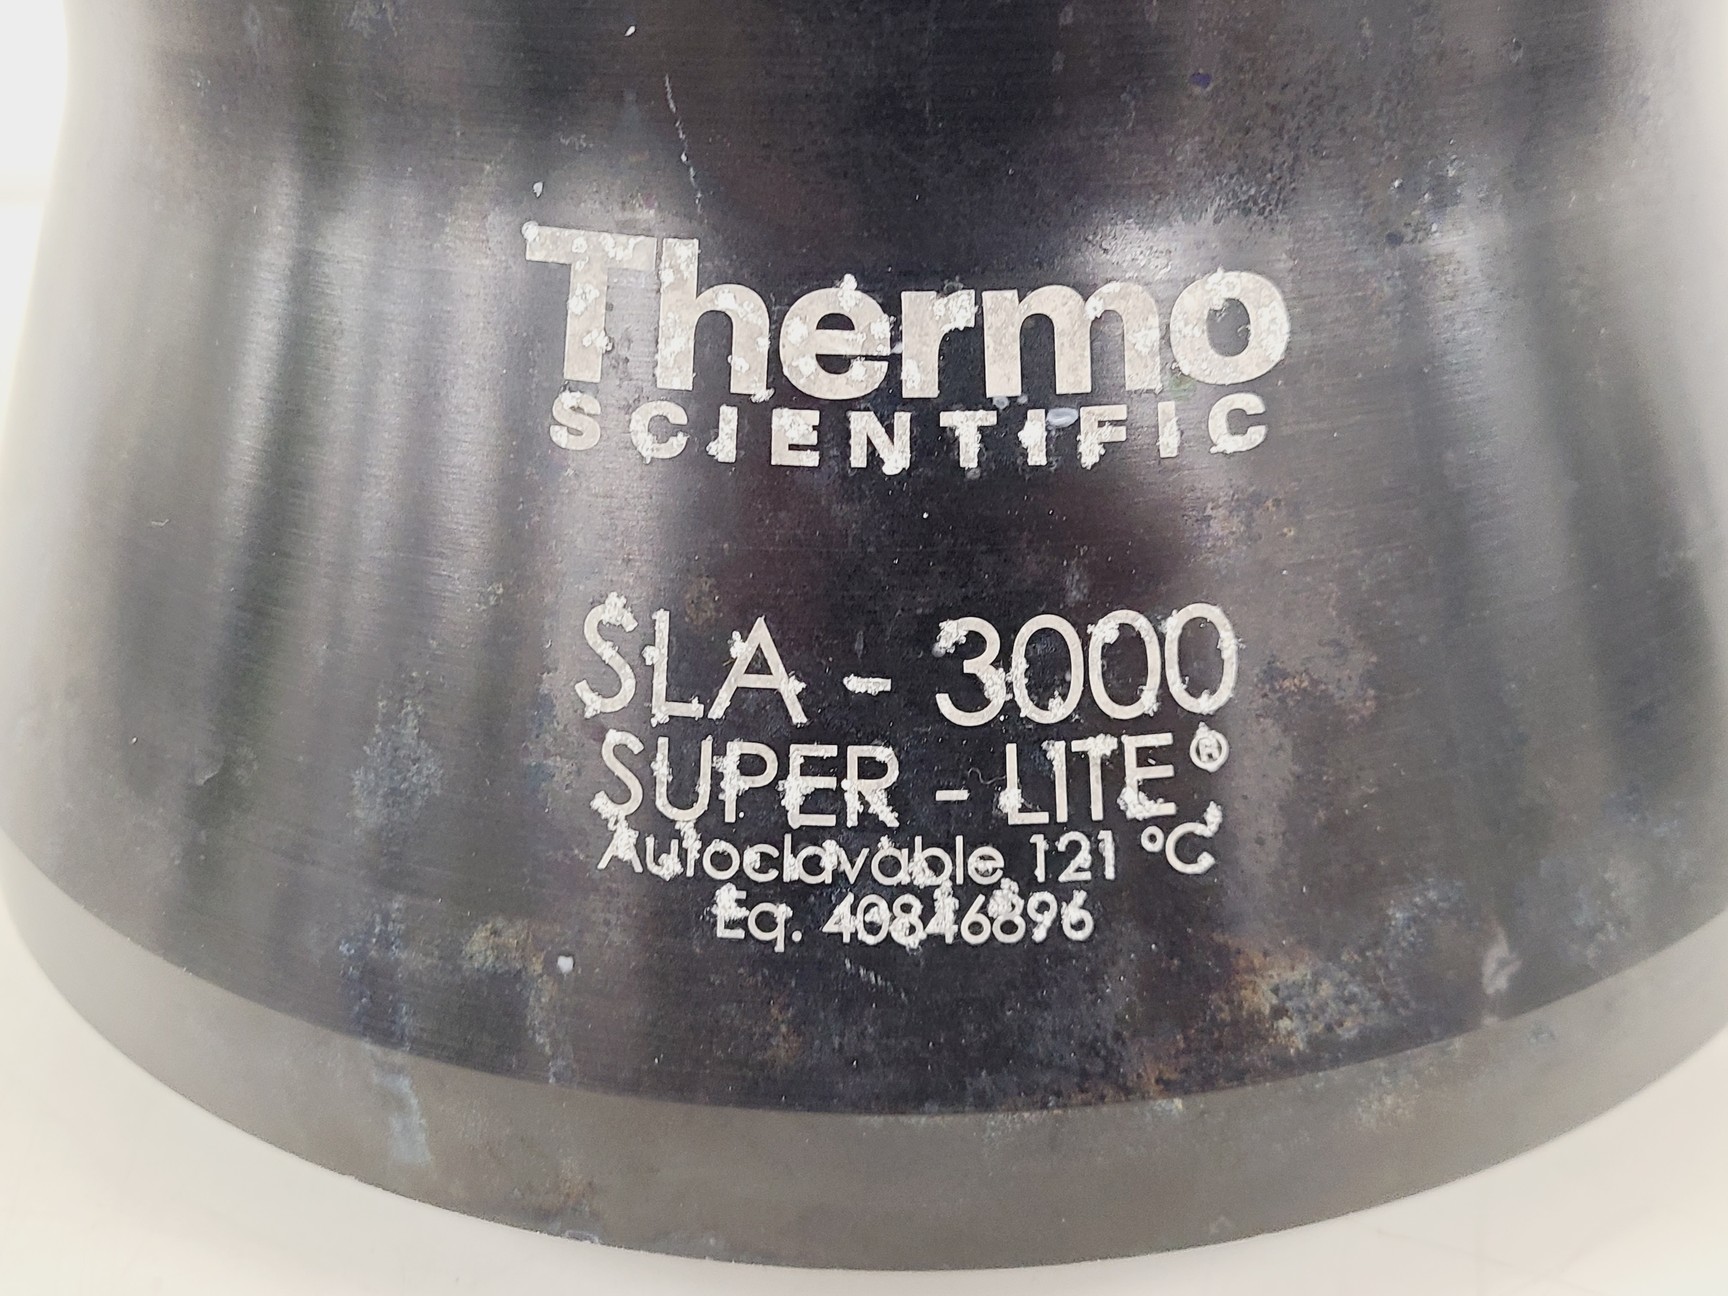 Thermo
SCIENTIFIC
SLA - 3000
SUPER - LITE®
Autoclavable 121 °C
Eq. 40846896